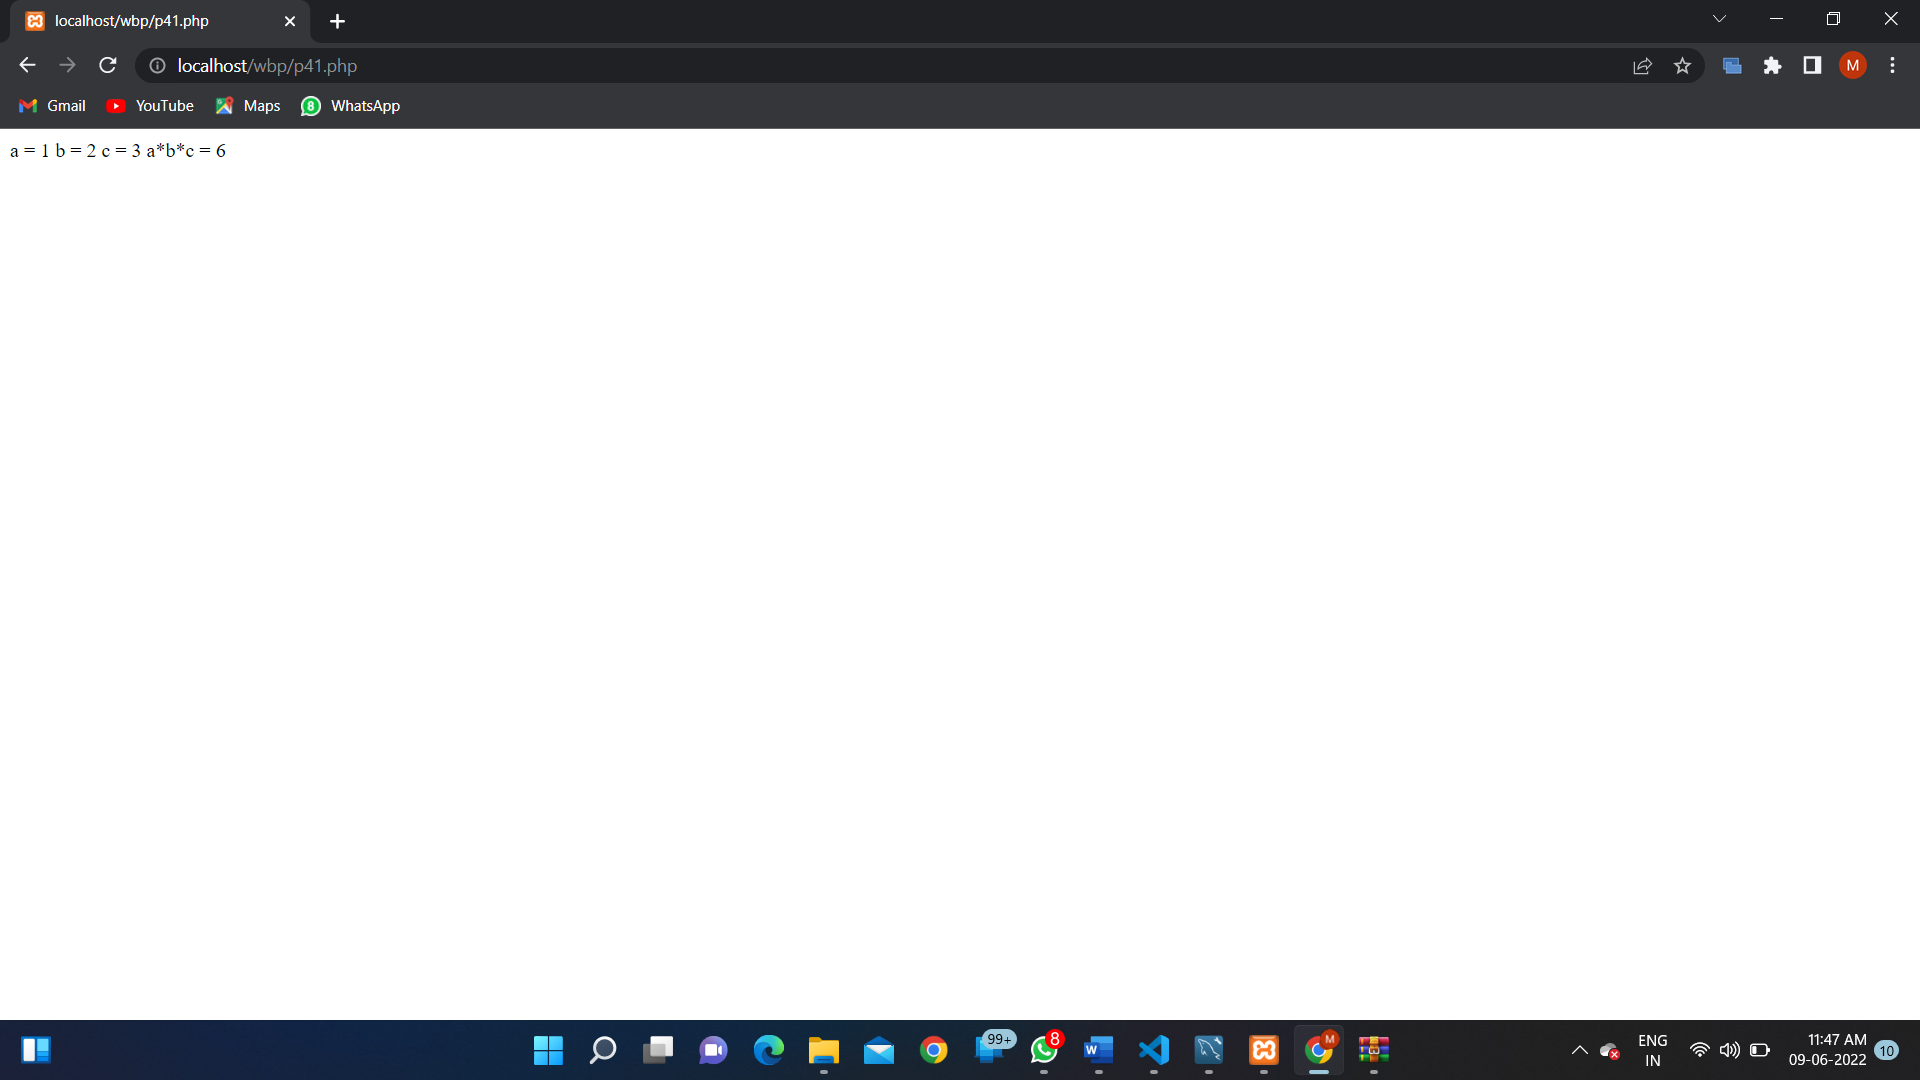 localhost/wbp/p41.php
localhost/wbp/p41.php
M
Gmail
YouTube
Maps
8
WhatsApp
a = 1 b = 2 c = 3 a*b*c = 6
99+
8
W
M
ENG
IN
11:47 AM
09-06-2022
10